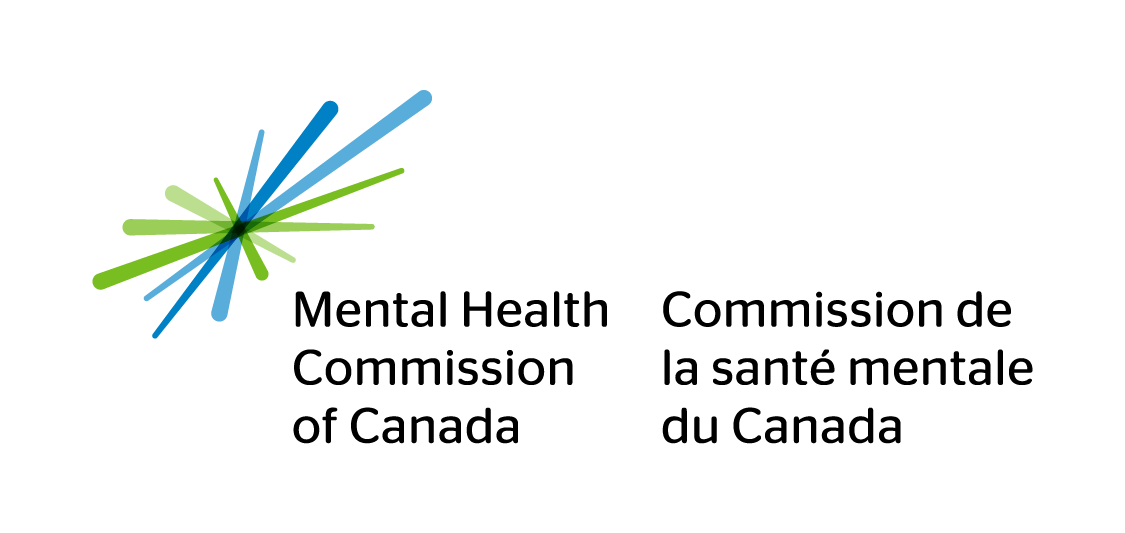 Mental Health
Commission
of Canada
Commission de
la santé mentale
du Canada